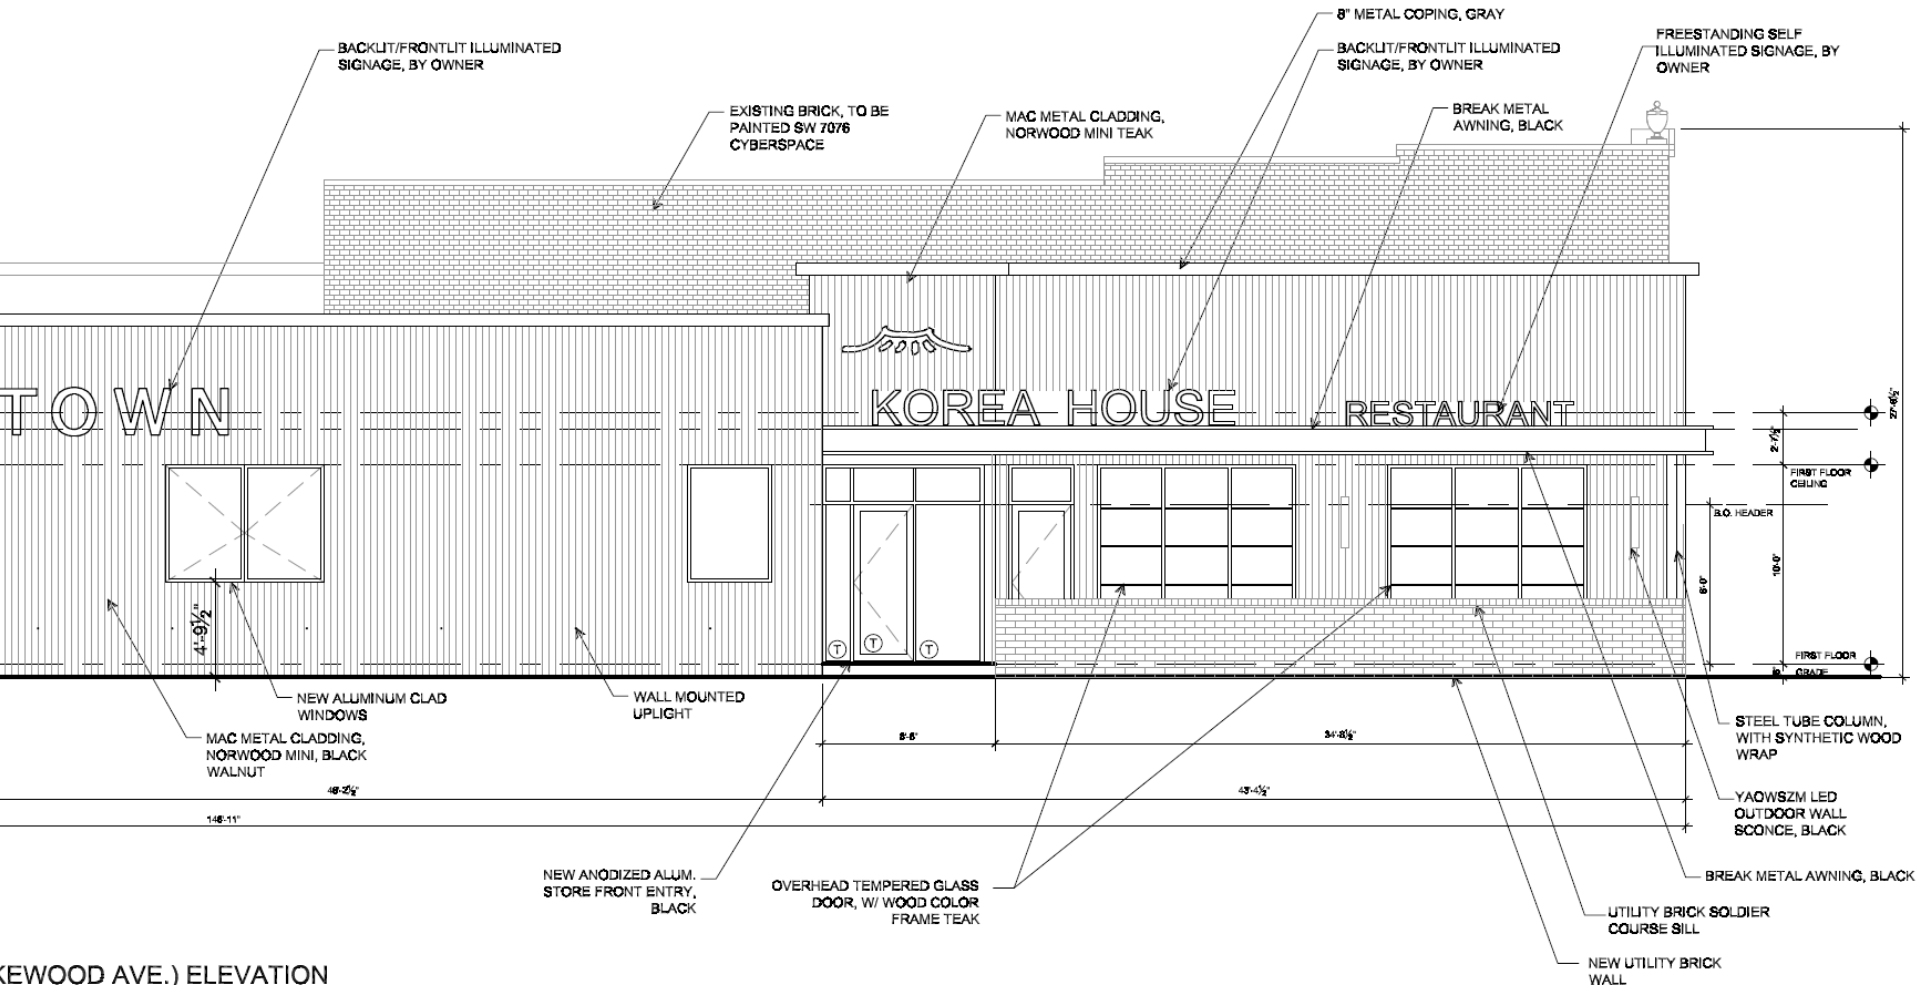 8" METAL COPING, GRAY
BACKLIT/FRONTLIT ILLUMINATED
SIGNAGE, BY OWNER
BACKLIT/FRONTLIT ILLUMINATED
SIGNAGE, BY OWNER
FREESTANDING SELF
ILLUMINATED SIGNAGE, BY
OWNER
EXISTING BRICK, TO BE
PAINTED SW 7076
CYBERSPACE
MAC METAL CLADDING,
NORWOOD MINI TEAK
BREAK METAL
AWNING, BLACK
TOWN
KOREA HOUSE
RESTAURANT
2'-7½"
FIRST FLOOR
CEILING
B.O. HEADER
10'-0"
4'-9½"
T
T
T
FIRST FLOOR
GRADE
NEW ALUMINUM CLAD
WINDOWS
WALL MOUNTED
UPLIGHT
MAC METAL CLADDING,
NORWOOD MINI, BLACK
WALNUT
STEEL TUBE COLUMN,
WITH SYNTHETIC WOOD
WRAP
34'-8½"
43'-4½"
YAOWSZM LED
OUTDOOR WALL
SCONCE, BLACK
NEW ANODIZED ALUM.
STORE FRONT ENTRY,
BLACK
OVERHEAD TEMPERED GLASS
DOOR, W/ WOOD COLOR
FRAME TEAK
BREAK METAL AWNING, BLACK
UTILITY BRICK SOLDIER
COURSE SILL
NEW UTILITY BRICK
WALL
KEWOOD AVE.) ELEVATION